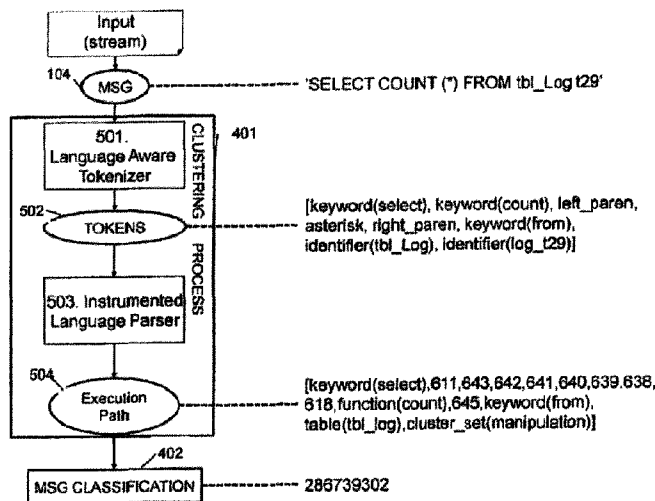 Input
(stream)
104
MSG
'SELECT COUNT (*) FROM tbl_Log t29'
501.
Language Aware
Tokenizer
CLUSTERING PROCESS
401
502
TOKENS
[keyword(select), keyword(count), left_paren,
asterisk, right_paren, keyword(from),
identifier(tbl_Log), identifier(log_t29)]
503. Instrumented
Language Parser
504
Execution
Path
[keyword(select),611,643,642,641,640,639,638,
618,function(count),645,keyword(from),
table(tbl_log),cluster_set(manipulation)]
402
MSG CLASSIFICATION
286739302